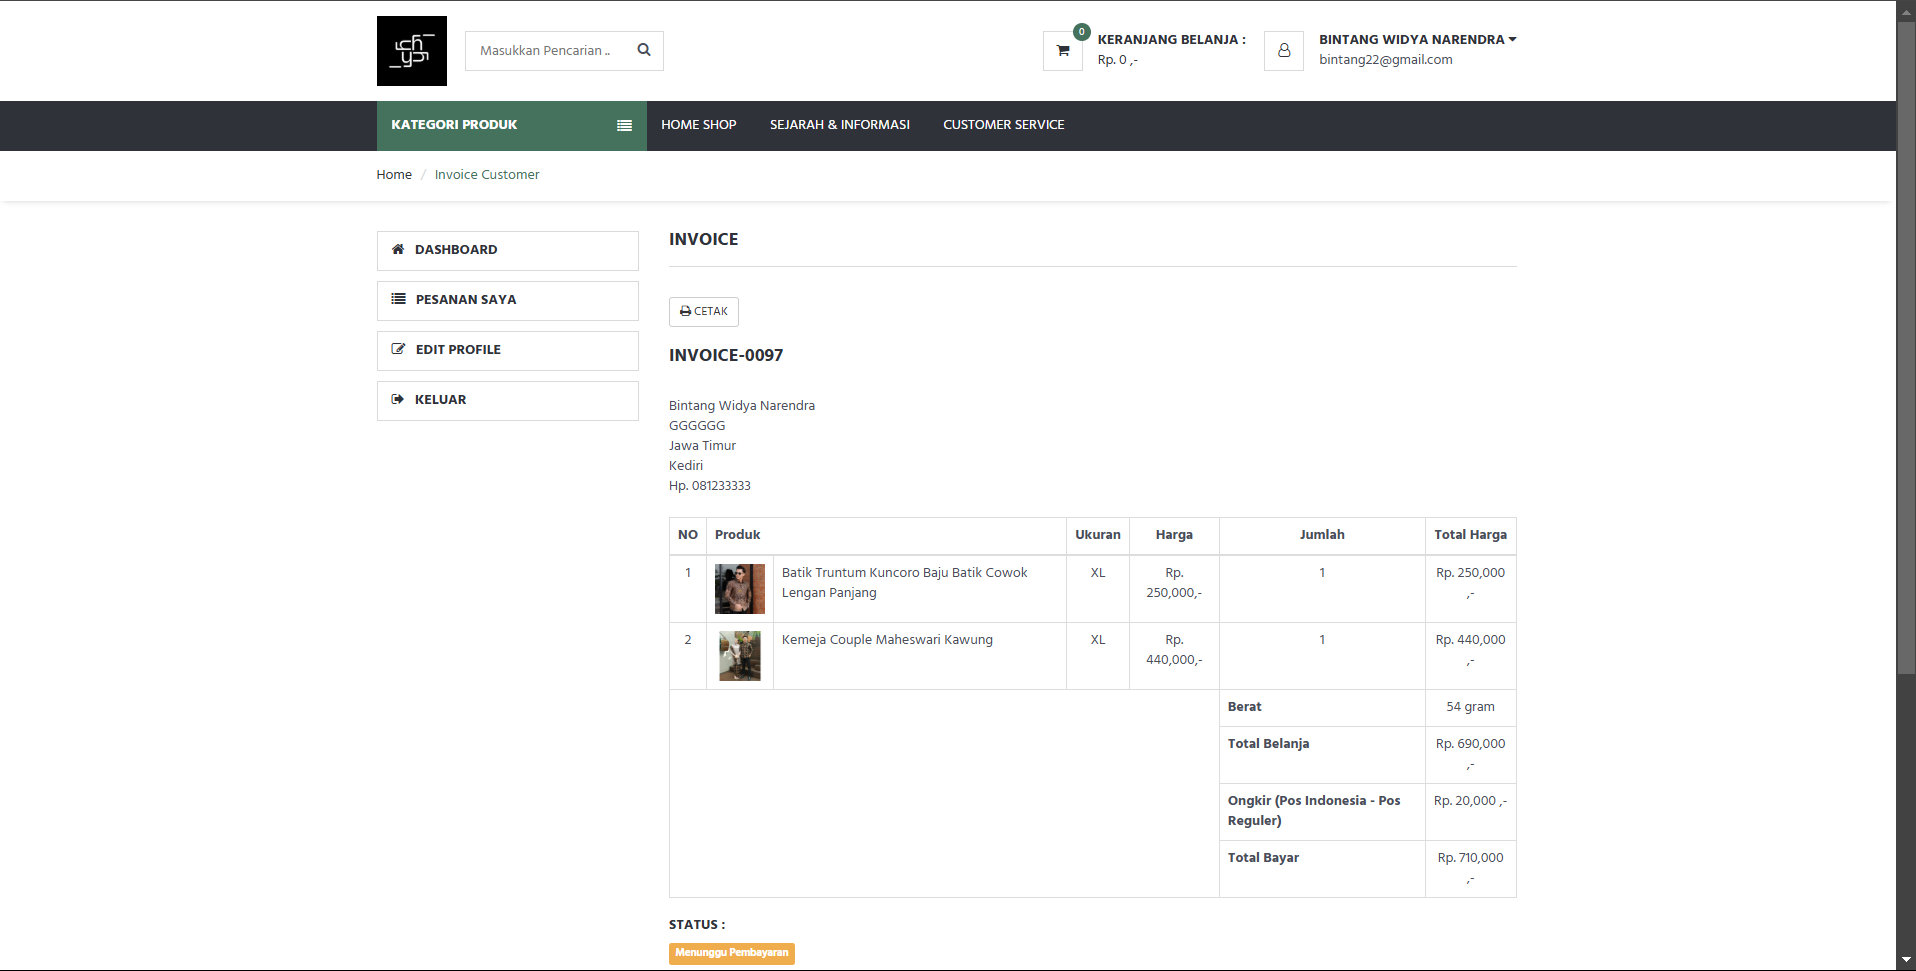 Masukkan Pencarian ..
0
KERANJANG BELANJA :
Rp. 0 ,-
BINTANG WIDYA NARENDRA
bintang22@gmail.com
KATEGORI PRODUK
HOME SHOP
SEJARAH & INFORMASI
CUSTOMER SERVICE
Home / Invoice Customer
DASHBOARD
PESANAN SAYA
EDIT PROFILE
KELUAR
INVOICE
CETAK
INVOICE-0097
Bintang Widya Narendra
GGGGGG
Jawa Timur
Kediri
Hp. 081233333
NO Produk Ukuran Harga Jumlah Total Harga
1 Batik Truntum Kuncoro Baju Batik Cowok XL Rp. 1 Rp. 250,000
Lengan Panjang 250,000,- ,-
2 Kemeja Couple Maheswari Kawung XL Rp. 1 Rp. 440,000
440,000,- ,-
Berat 54 gram
Total Belanja Rp. 690,000
,-
Ongkir (Pos Indonesia - Pos Rp. 20,000 ,-
Reguler)
Total Bayar Rp. 710,000
,-
STATUS :
Menunggu Pembayaran